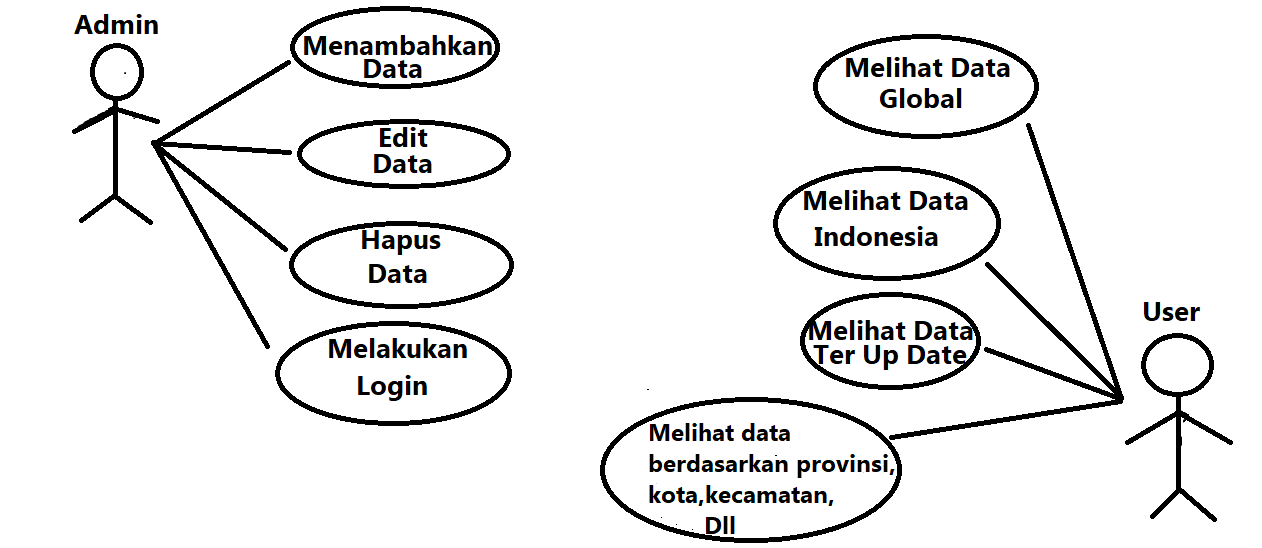 Admin
Menambahkan
Data
Edit
Data
Hapus
Data
Melakukan
Login
Melihat Data
Global
Melihat Data
Indonesia
Melihat Data
Ter Up Date
Melihat data
berdasarkan provinsi,
kota,kecamatan,
Dll
User